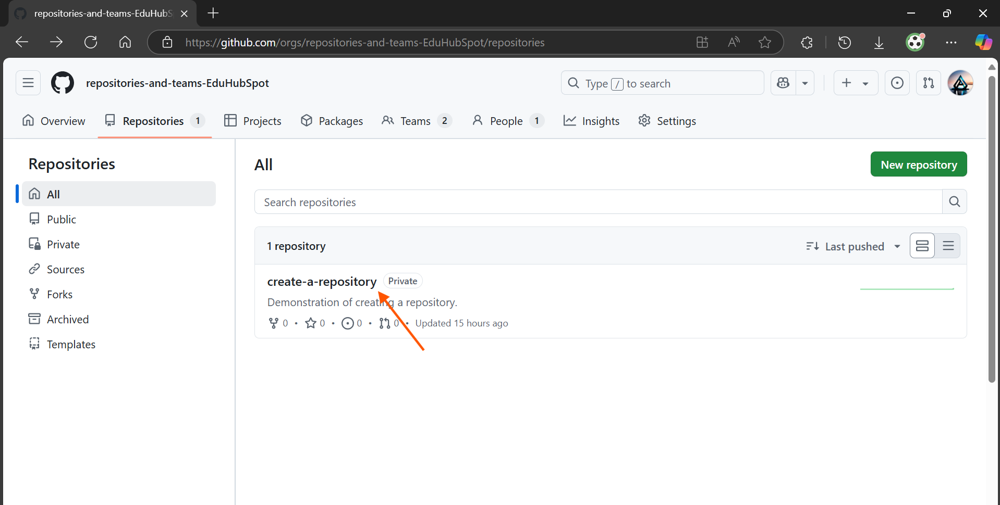 repositories-and-teams-EduHubS
https://github.com/orgs/repositories-and-teams-EduHubSpot/repositories
repositories-and-teams-EduHubSpot
Type / to search
Overview
Repositories 1
Projects
Packages
Teams 2
People 1
Insights
Settings
Repositories
All
Public
Private
Sources
Forks
Archived
Templates
All
New repository
Search repositories
1 repository
Last pushed
create-a-repository Private
Demonstration of creating a repository.
0 • 0 • 0 • 0 • Updated 15 hours ago